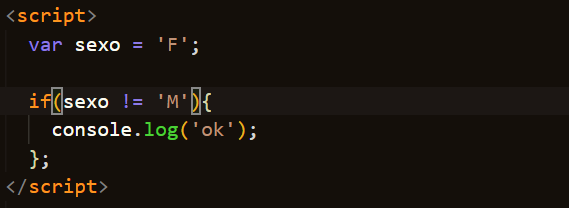 <script>
var sexo = 'F';
if(sexo != 'M'){
console.log('ok');
};
</script>